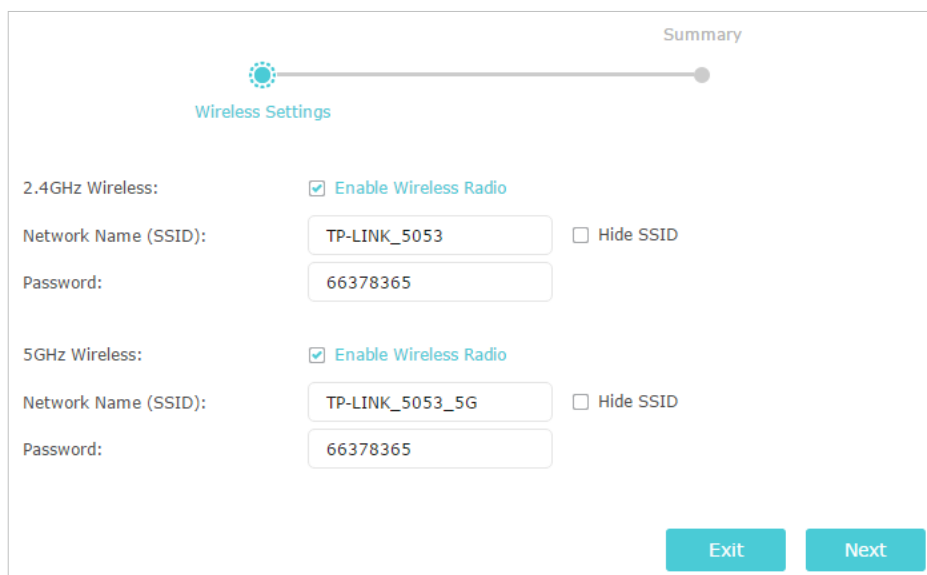 Summary
Wireless Settings
2.4GHz Wireless: Enable Wireless Radio
Network Name (SSID): TP-LINK_5053 Hide SSID
Password: 66378365
5GHz Wireless: Enable Wireless Radio
Network Name (SSID): TP-LINK_5053_5G Hide SSID
Password: 66378365
Exit Next